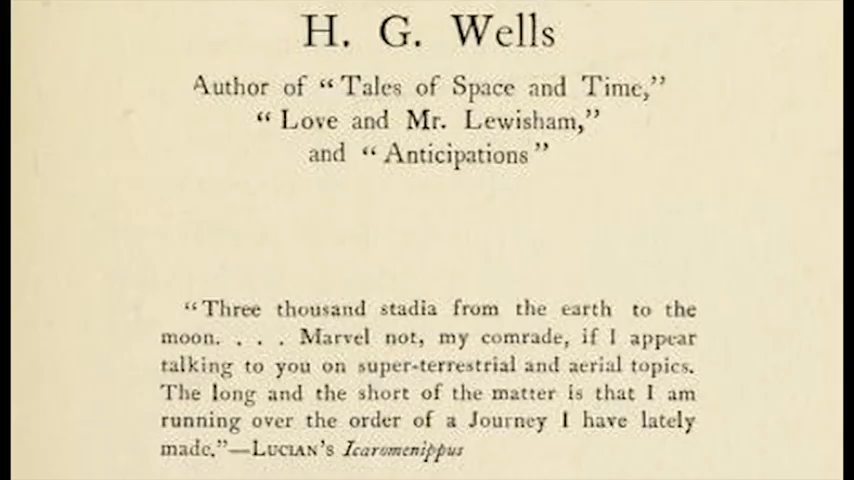 H. G. Wells
Author of “Tales of Space and Time,”
“Love and Mr. Lewisham,”
and “Anticipations”
“Three thousand stadia from the earth to the
moon. . . . Marvel not, my comrade, if I appear
talking to you on super-terrestrial and aerial topics.
The long and the short of the matter is that I am
running over the order of a Journey I have lately
made.”—LUCIAN’S Icaromenippus